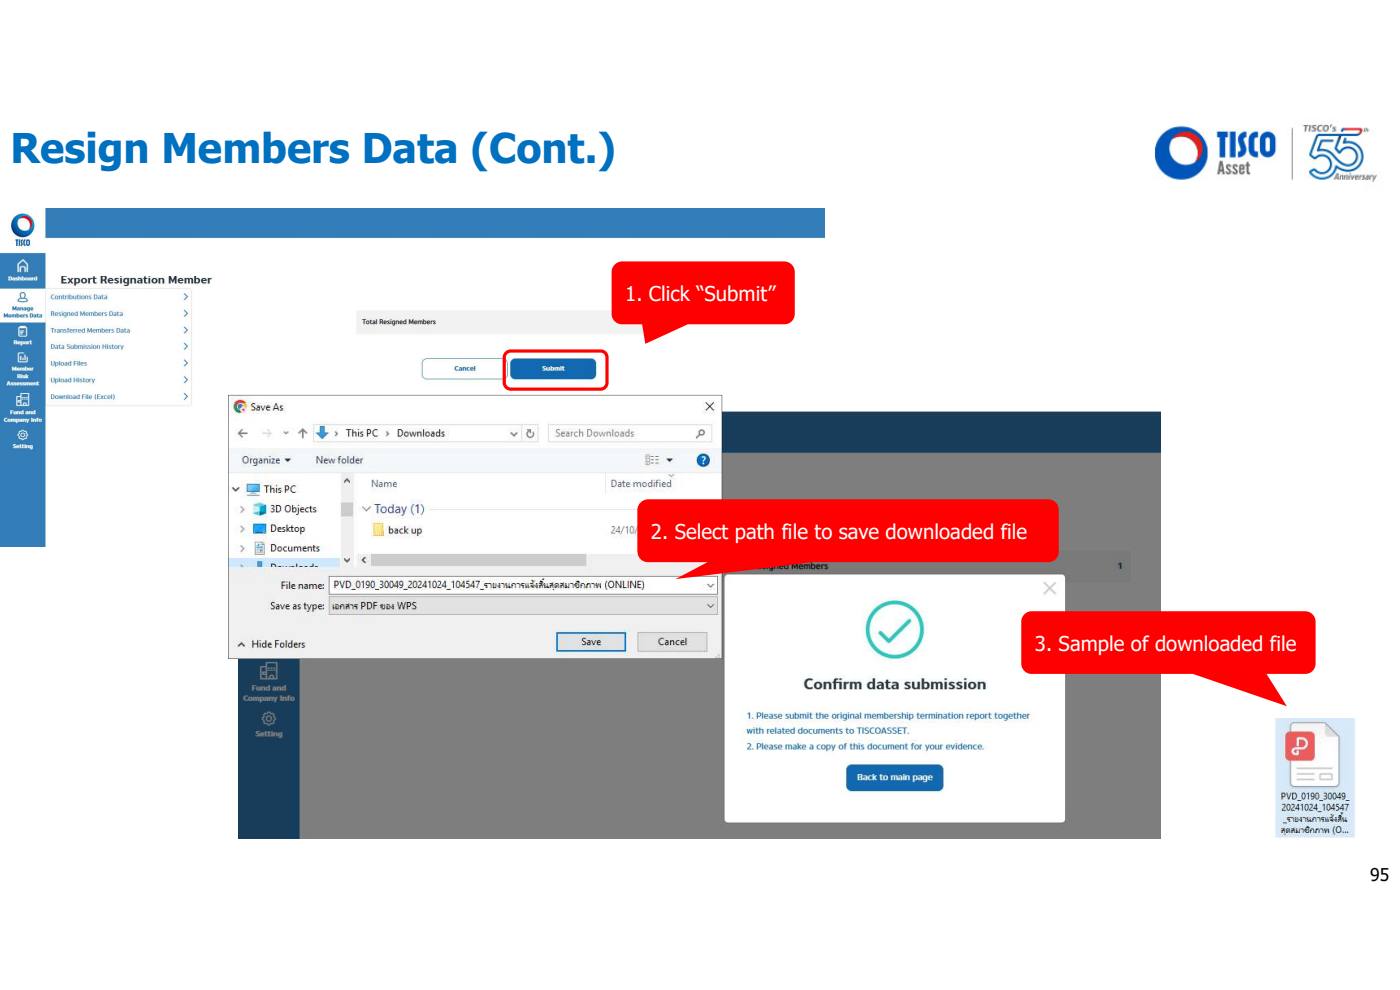 Resign Members Data (Cont.)
TISCO
Asset
TISCO's
55th
Anniversary
TISCO
Dashboard
Manage
Members Data
Report
Member
Risk
Assessment
Fund and
Company Info
Setting
Export Resignation Member
Contributions Data
Resigned Members Data
Transferred Members Data
Data Submission History
Upload Files
Upload History
Download File (Excel)
Total Resigned Members
Cancel
Submit
1. Click “Submit”
Save As
This PC › Downloads
Search Downloads
Organize
New folder
Name
Date modified
This PC
3D Objects
Desktop
Documents
Downloads
Today (1)
back up
24/10/
2. Select path file to save downloaded file
File name: PVD_0190_30049_20241024_104547_รายงานการแจ้งสิ้นสุดสมาชิกภาพ (ONLINE)
Save as type: เอกสาร PDF ของ WPS
Hide Folders
Save
Cancel
Fund and
Company Info
Setting
Members
1
Confirm data submission
1. Please submit the original membership termination report together
with related documents to TISCOASSET.
2. Please make a copy of this document for your evidence.
Back to main page
3. Sample of downloaded file
PVD_0190_30049_
20241024_104547
_รายงานการแจ้งสิ้น
สุดสมาชิกภาพ (O...
95